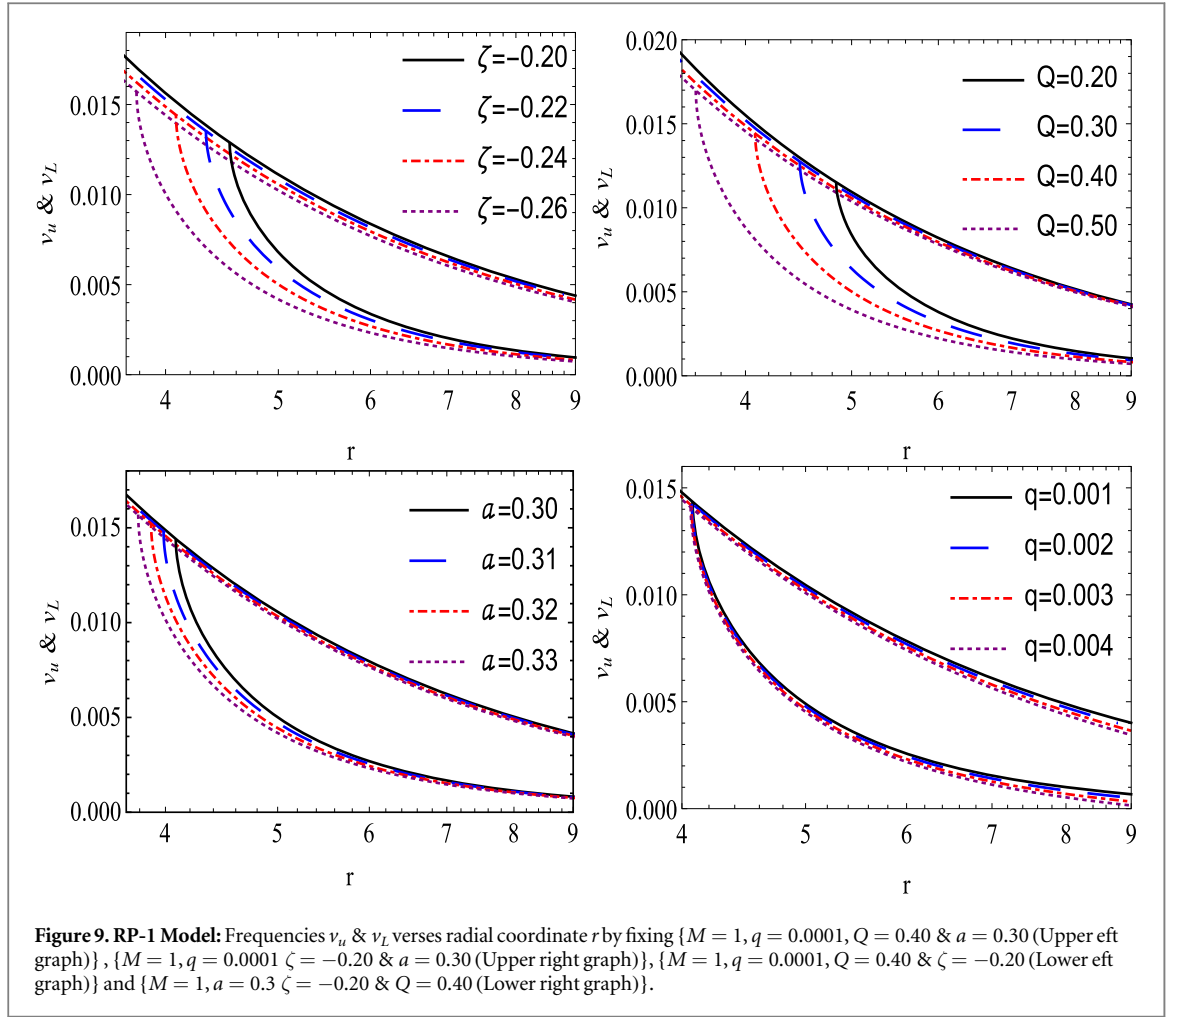 0.015
0.010
0.005
0.000
ν_u & ν_L
4 5 6 7 8 9
r
ζ=−0.20
ζ=−0.22
ζ=−0.24
ζ=−0.26
0.020
0.015
0.010
0.005
0.000
ν_u & ν_L
4 5 6 7 8 9
r
Q=0.20
Q=0.30
Q=0.40
Q=0.50
0.015
0.010
0.005
0.000
ν_u & ν_L
4 5 6 7 8 9
r
a=0.30
a=0.31
a=0.32
a=0.33
0.015
0.010
0.005
0.000
ν_u & ν_L
4 5 6 7 8 9
r
q=0.001
q=0.002
q=0.003
q=0.004
Figure 9. RP-1 Model: Frequencies ν_u & ν_L verses radial coordinate r by fixing {M = 1, q = 0.0001, Q = 0.40 & a = 0.30 (Upper eft
graph)} , {M = 1, q = 0.0001 ζ = −0.20 & a = 0.30 (Upper right graph)}, {M = 1, q = 0.0001, Q = 0.40 & ζ = −0.20 (Lower eft
graph)} and {M = 1, a = 0.3 ζ = −0.20 & Q = 0.40 (Lower right graph)}.